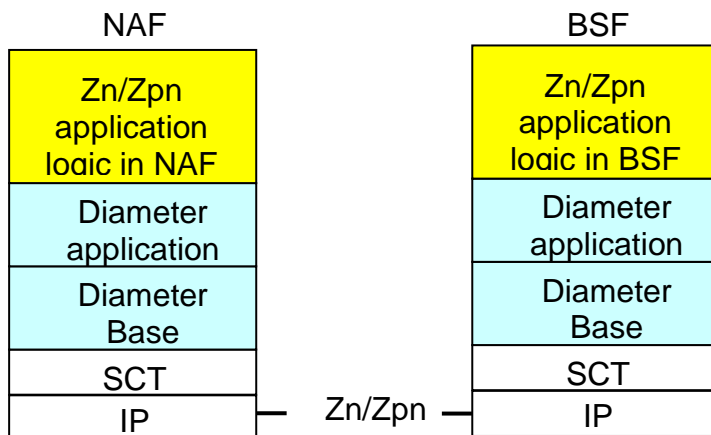 NAF
Zn/Zpn
application
logic in NAF
Diameter
application
Diameter
Base
SCT
IP
Zn/Zpn
BSF
Zn/Zpn
application
logic in BSF
Diameter
application
Diameter
Base
SCT
IP